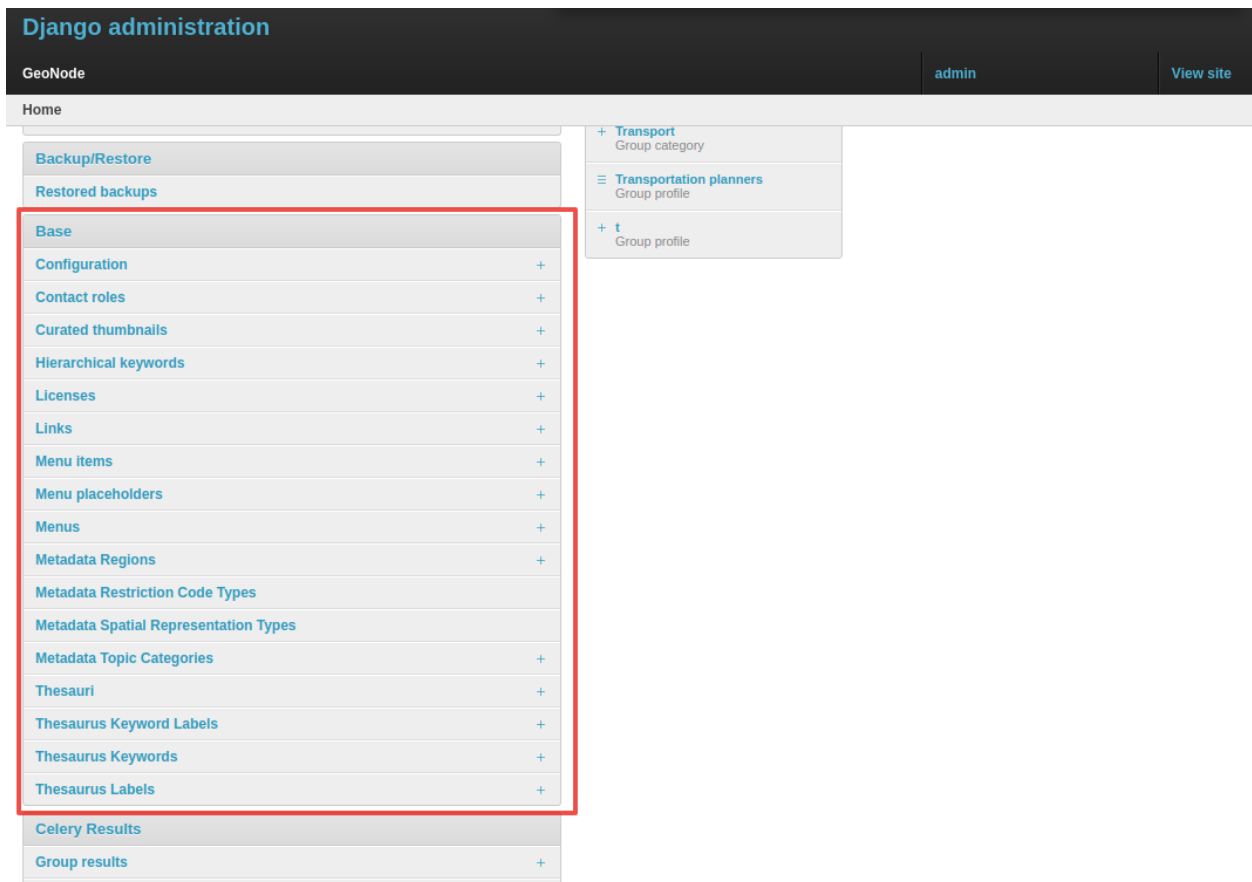 Django administration
GeoNode
admin
View site
Home
Backup/Restore
Restored backups
Base
Configuration +
Contact roles +
Curated thumbnails +
Hierarchical keywords +
Licenses +
Links +
Menu items +
Menu placeholders +
Menus +
Metadata Regions +
Metadata Restriction Code Types
Metadata Spatial Representation Types
Metadata Topic Categories +
Thesauri +
Thesaurus Keyword Labels +
Thesaurus Keywords +
Thesaurus Labels +
Celery Results
Group results +
+ Transport
Group category
Transportation planners
Group profile
+ t
Group profile